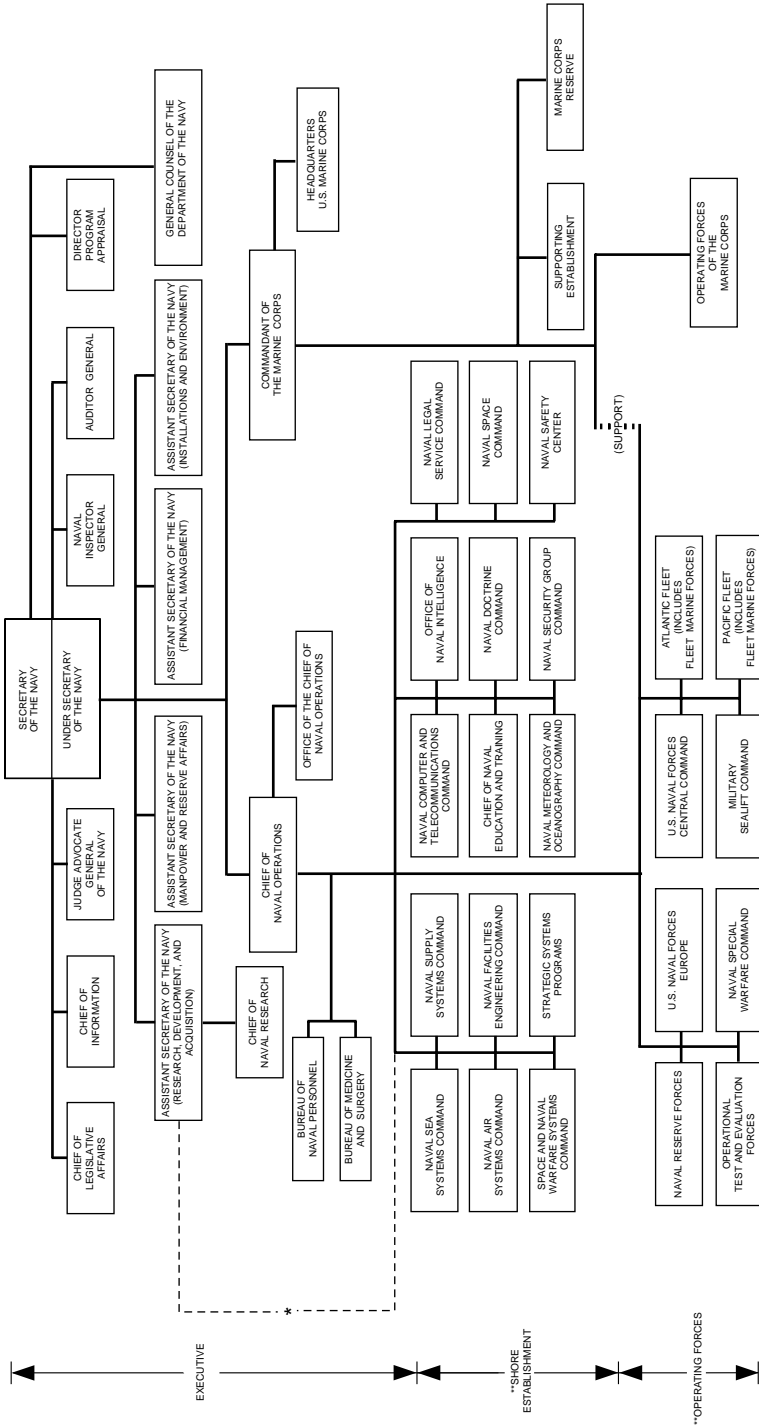 SECRETARY
OF THE NAVY
UNDER SECRETARY
OF THE NAVY
CHIEF OF
LEGISLATIVE
AFFAIRS
CHIEF OF
INFORMATION
JUDGE ADVOCATE
GENERAL
OF THE NAVY
NAVAL
INSPECTOR
GENERAL
AUDITOR GENERAL
DIRECTOR
PROGRAM
APPRAISAL
ASSISTANT SECRETARY OF THE NAVY
(RESEARCH, DEVELOPMENT, AND
ACQUISITION)
ASSISTANT SECRETARY OF THE NAVY
(MANPOWER AND RESERVE AFFAIRS)
ASSISTANT SECRETARY OF THE NAVY
(FINANCIAL MANAGEMENT)
ASSISTANT SECRETARY OF THE NAVY
(INSTALLATIONS AND ENVIRONMENT)
GENERAL COUNSEL OF THE
DEPARTMENT OF THE NAVY
EXECUTIVE
*
CHIEF OF
NAVAL RESEARCH
CHIEF OF
NAVAL OPERATIONS
OFFICE OF THE CHIEF OF
NAVAL OPERATIONS
COMMANDANT OF
THE MARINE CORPS
HEADQUARTERS
U.S. MARINE CORPS
BUREAU OF
NAVAL PERSONNEL
BUREAU OF MEDICINE
AND SURGERY
**SHORE
ESTABLISHMENT
NAVAL SEA
SYSTEMS COMMAND
NAVAL SUPPLY
SYSTEMS COMMAND
NAVAL COMPUTER AND
TELECOMMUNICATIONS
COMMAND
OFFICE OF
NAVAL INTELLIGENCE
NAVAL LEGAL
SERVICE COMMAND
NAVAL AIR
SYSTEMS COMMAND
NAVAL FACILITIES
ENGINEERING COMMAND
CHIEF OF NAVAL
EDUCATION AND TRAINING
NAVAL DOCTRINE
COMMAND
NAVAL SPACE
COMMAND
SPACE AND NAVAL
WARFARE SYSTEMS
COMMAND
STRATEGIC SYSTEMS
PROGRAMS
NAVAL METEOROLOGY AND
OCEANOGRAPHY COMMAND
NAVAL SECURITY GROUP
COMMAND
NAVAL SAFETY
CENTER
SUPPORTING
ESTABLISHMENT
MARINE CORPS
RESERVE
(SUPPORT)
**OPERATING FORCES
NAVAL RESERVE FORCES
U.S. NAVAL FORCES
EUROPE
U.S. NAVAL FORCES
CENTRAL COMMAND
ATLANTIC FLEET
(INCLUDES
FLEET MARINE FORCES)
OPERATIONAL
TEST AND EVALUATION
FORCES
NAVAL SPECIAL
WARFARE COMMAND
MILITARY
SEALIFT COMMAND
PACIFIC FLEET
(INCLUDES
FLEET MARINE FORCES)
OPERATING FORCES
OF THE
MARINE CORPS